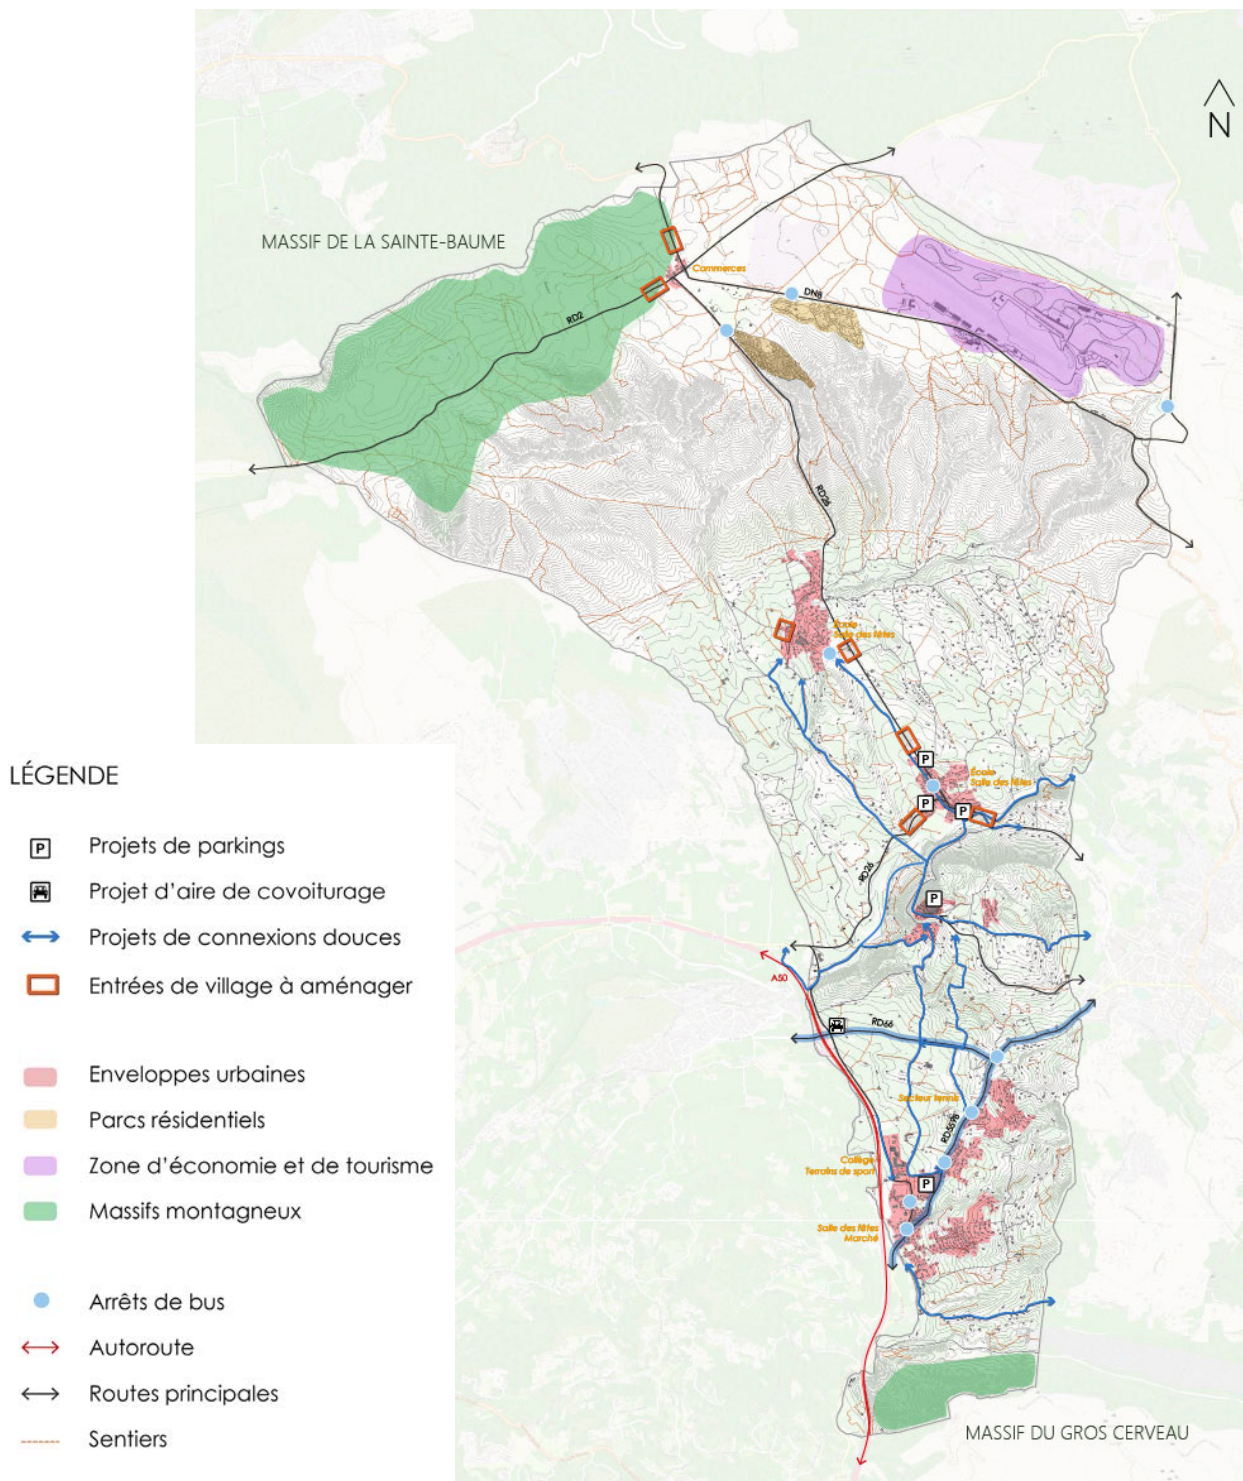 N
MASSIF DE LA SAINTE-BAUME
Commerces
DN8
RD2
RD26
École
Salle des fêtes
P
École
Salle des fêtes
P
P
RD26
P
A50
RD66
Secteur tennis
RD559B
Collège
Terrains de sport
P
Salle des fêtes
Marché
MASSIF DU GROS CERVEAU
LÉGENDE
P Projets de parkings
Projet d'aire de covoiturage
Projets de connexions douces
Entrées de village à aménager
Enveloppes urbaines
Parcs résidentiels
Zone d'économie et de tourisme
Massifs montagneux
Arrêts de bus
Autoroute
Routes principales
Sentiers